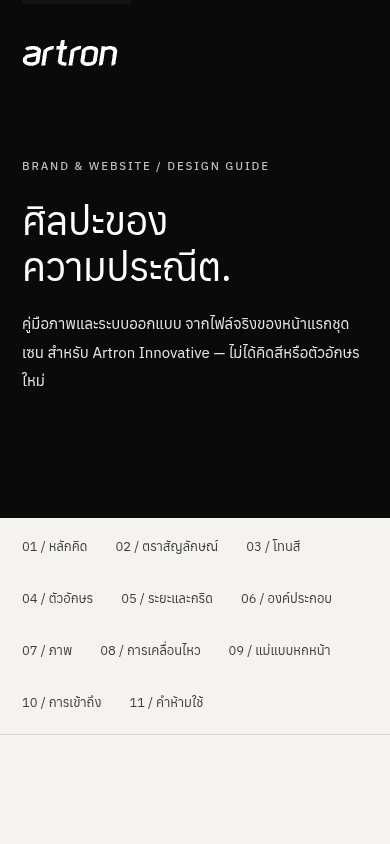 artron
BRAND & WEBSITE / DESIGN GUIDE
ศิลปะของ
ความประณีต.
คู่มือภาพและระบบออกแบบ จากไฟล์จริงของหน้าแรกชุด
เซน สำหรับ Artron Innovative — ไม่ได้คิดสีหรือตัวอักษร
ใหม่
01 / หลักคิด 02 / ตราสัญลักษณ์ 03 / โทนสี
04 / ตัวอักษร 05 / ระยะและกริด 06 / องค์ประกอบ
07 / ภาพ 08 / การเคลื่อนไหว 09 / แม่แบบหกหน้า
10 / การเข้าถึง 11 / คำห้ามใช้